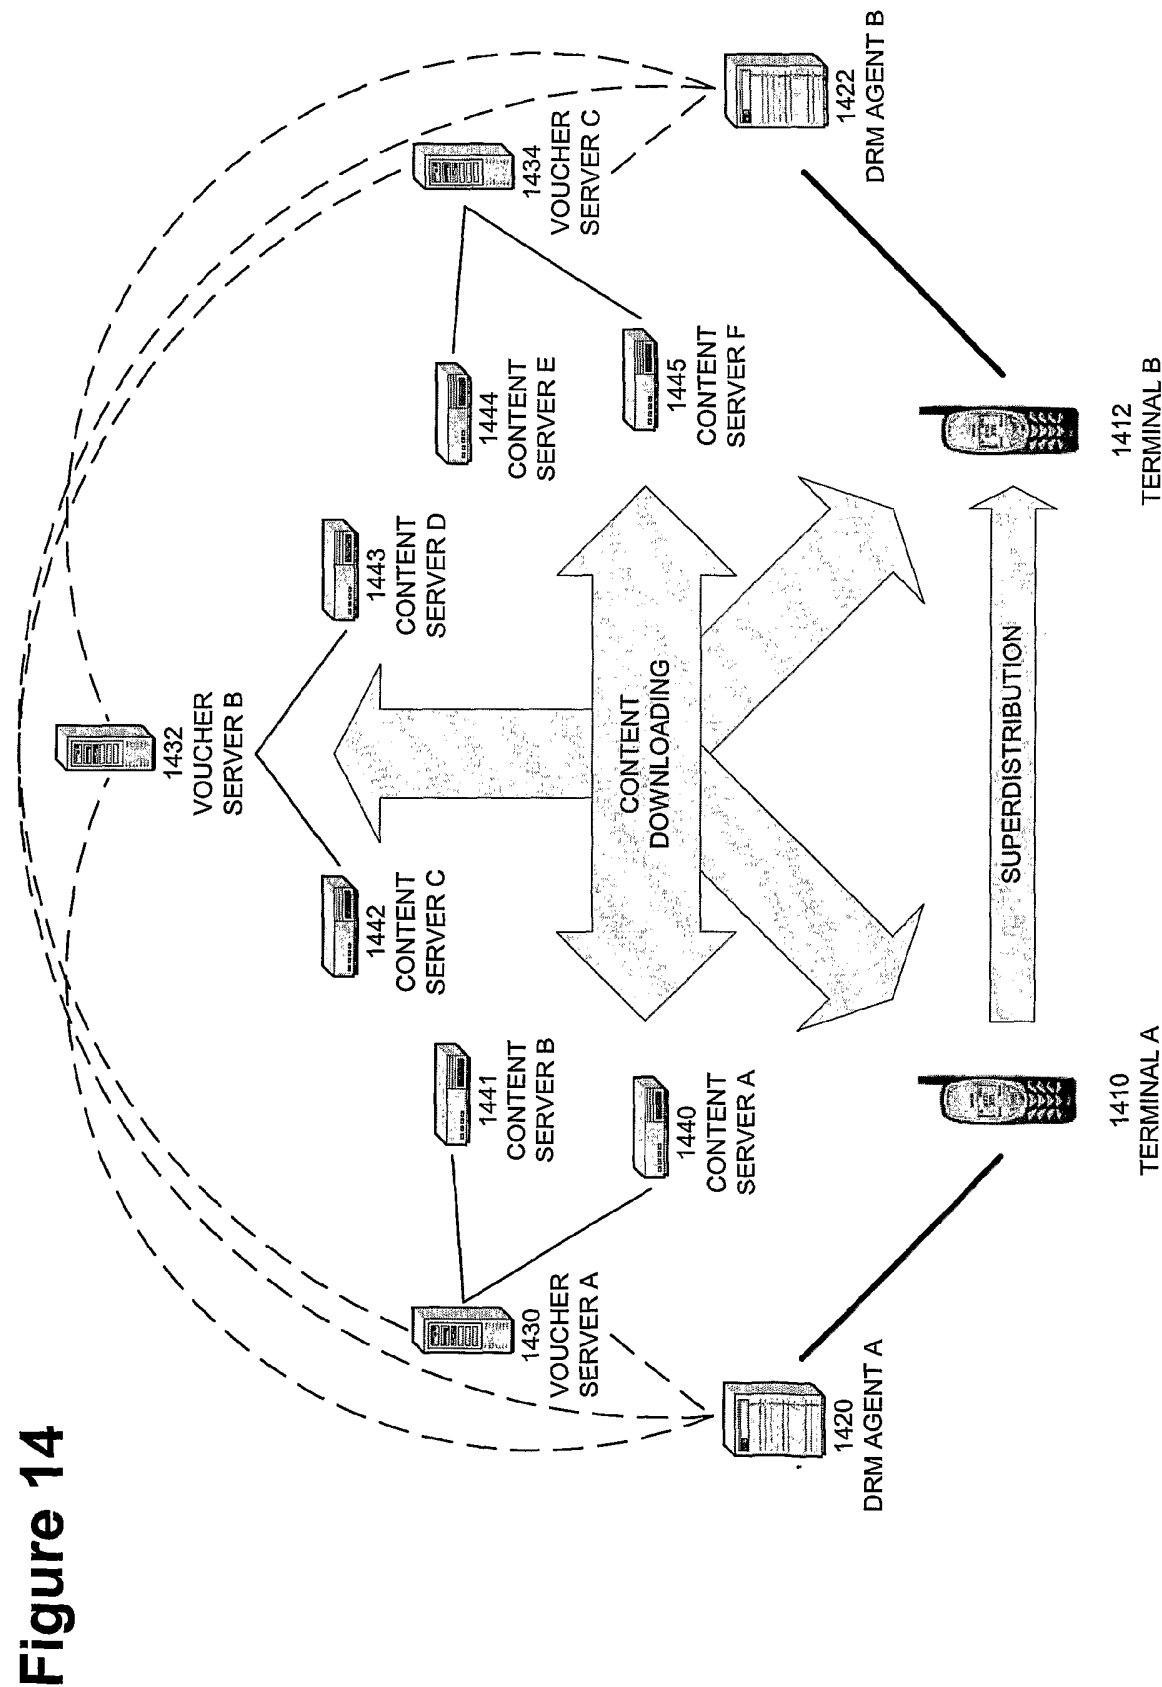 Figure 14
1432
VOUCHER
SERVER B
1442
CONTENT
SERVER C
1443
CONTENT
SERVER D
1430
VOUCHER
SERVER A
1441
CONTENT
SERVER B
1444
CONTENT
SERVER E
1434
VOUCHER
SERVER C
1440
CONTENT
SERVER A
CONTENT
DOWNLOADING
1445
CONTENT
SERVER F
1420
DRM AGENT A
1422
DRM AGENT B
SUPERDISTRIBUTION
1410
TERMINAL A
1412
TERMINAL B